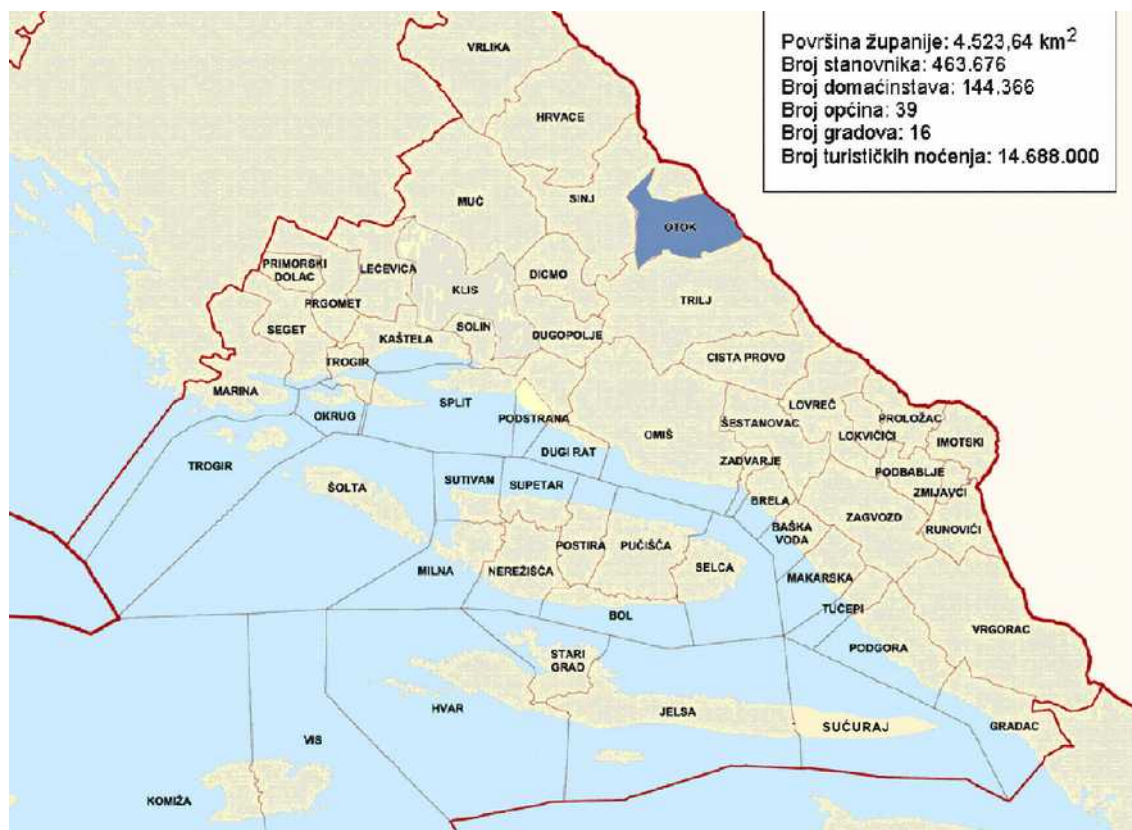 Površina županije: 4.523,64 km2
Broj stanovnika: 463.676
Broj domaćinstava: 144.366
Broj općina: 39
Broj gradova: 16
Broj turističkih noćenja: 14.688.000
VRLIKA
HRVACE
MUĆ
SINJ
OTOK
PRIMORSKI
DOLAC
LEĆEVICA
DICMO
KLIS
TRILJ
PRGOMET
SEGET
SOLIN
KAŠTELA
DUGOPOLJE
TROGIR
CISTA PROVO
MARINA
OKRUG
SPLIT
PODSTRANA
LOVREĆ
PROLOŽAC
ŠESTANOVAC
OMIŠ
LOKVIČIĆI
IMOTSKI
DUGI RAT
ZADVARJE
TROGIR
PODBABLJE
SUTIVAN
SUPETAR
ŠOLTA
BRELA
ZMIJAVCI
ZAGVOZD
BAŠKA
VODA
RUNOVIĆI
POSTIRA
PUČIŠĆA
SELCA
MILNA
NEREŽIŠĆA
MAKARSKA
TUČEPI
BOL
VRGORAC
PODGORA
STARI
GRAD
HVAR
JELSA
SUĆURAJ
GRADAC
VIS
KOMIŽA